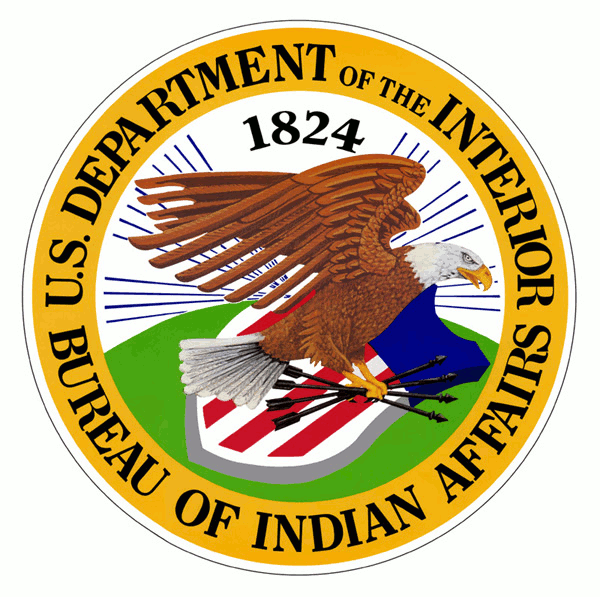 U.S. DEPARTMENT OF THE INTERIOR
1824
BUREAU OF INDIAN AFFAIRS